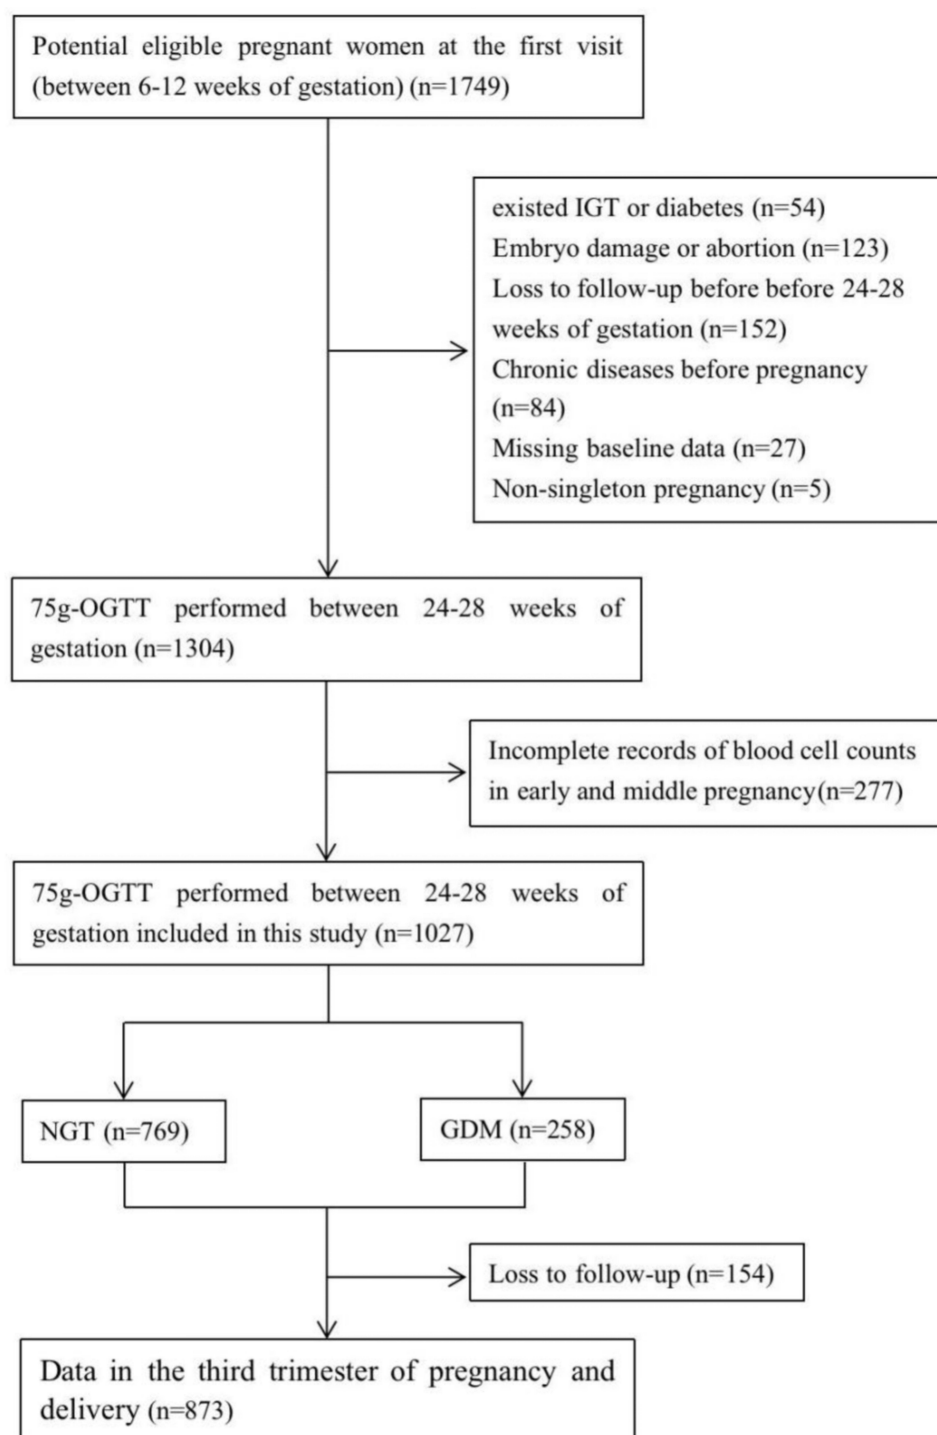 Potential eligible pregnant women at the first visit
(between 6-12 weeks of gestation) (n=1749)
existed IGT or diabetes (n=54)
Embryo damage or abortion (n=123)
Loss to follow-up before before 24-28
weeks of gestation (n=152)
Chronic diseases before pregnancy
(n=84)
Missing baseline data (n=27)
Non-singleton pregnancy (n=5)
75g-OGTT performed between 24-28 weeks of
gestation (n=1304)
Incomplete records of blood cell counts
in early and middle pregnancy(n=277)
75g-OGTT performed between 24-28 weeks of
gestation included in this study (n=1027)
NGT (n=769)
GDM (n=258)
Loss to follow-up (n=154)
Data in the third trimester of pregnancy and
delivery (n=873)